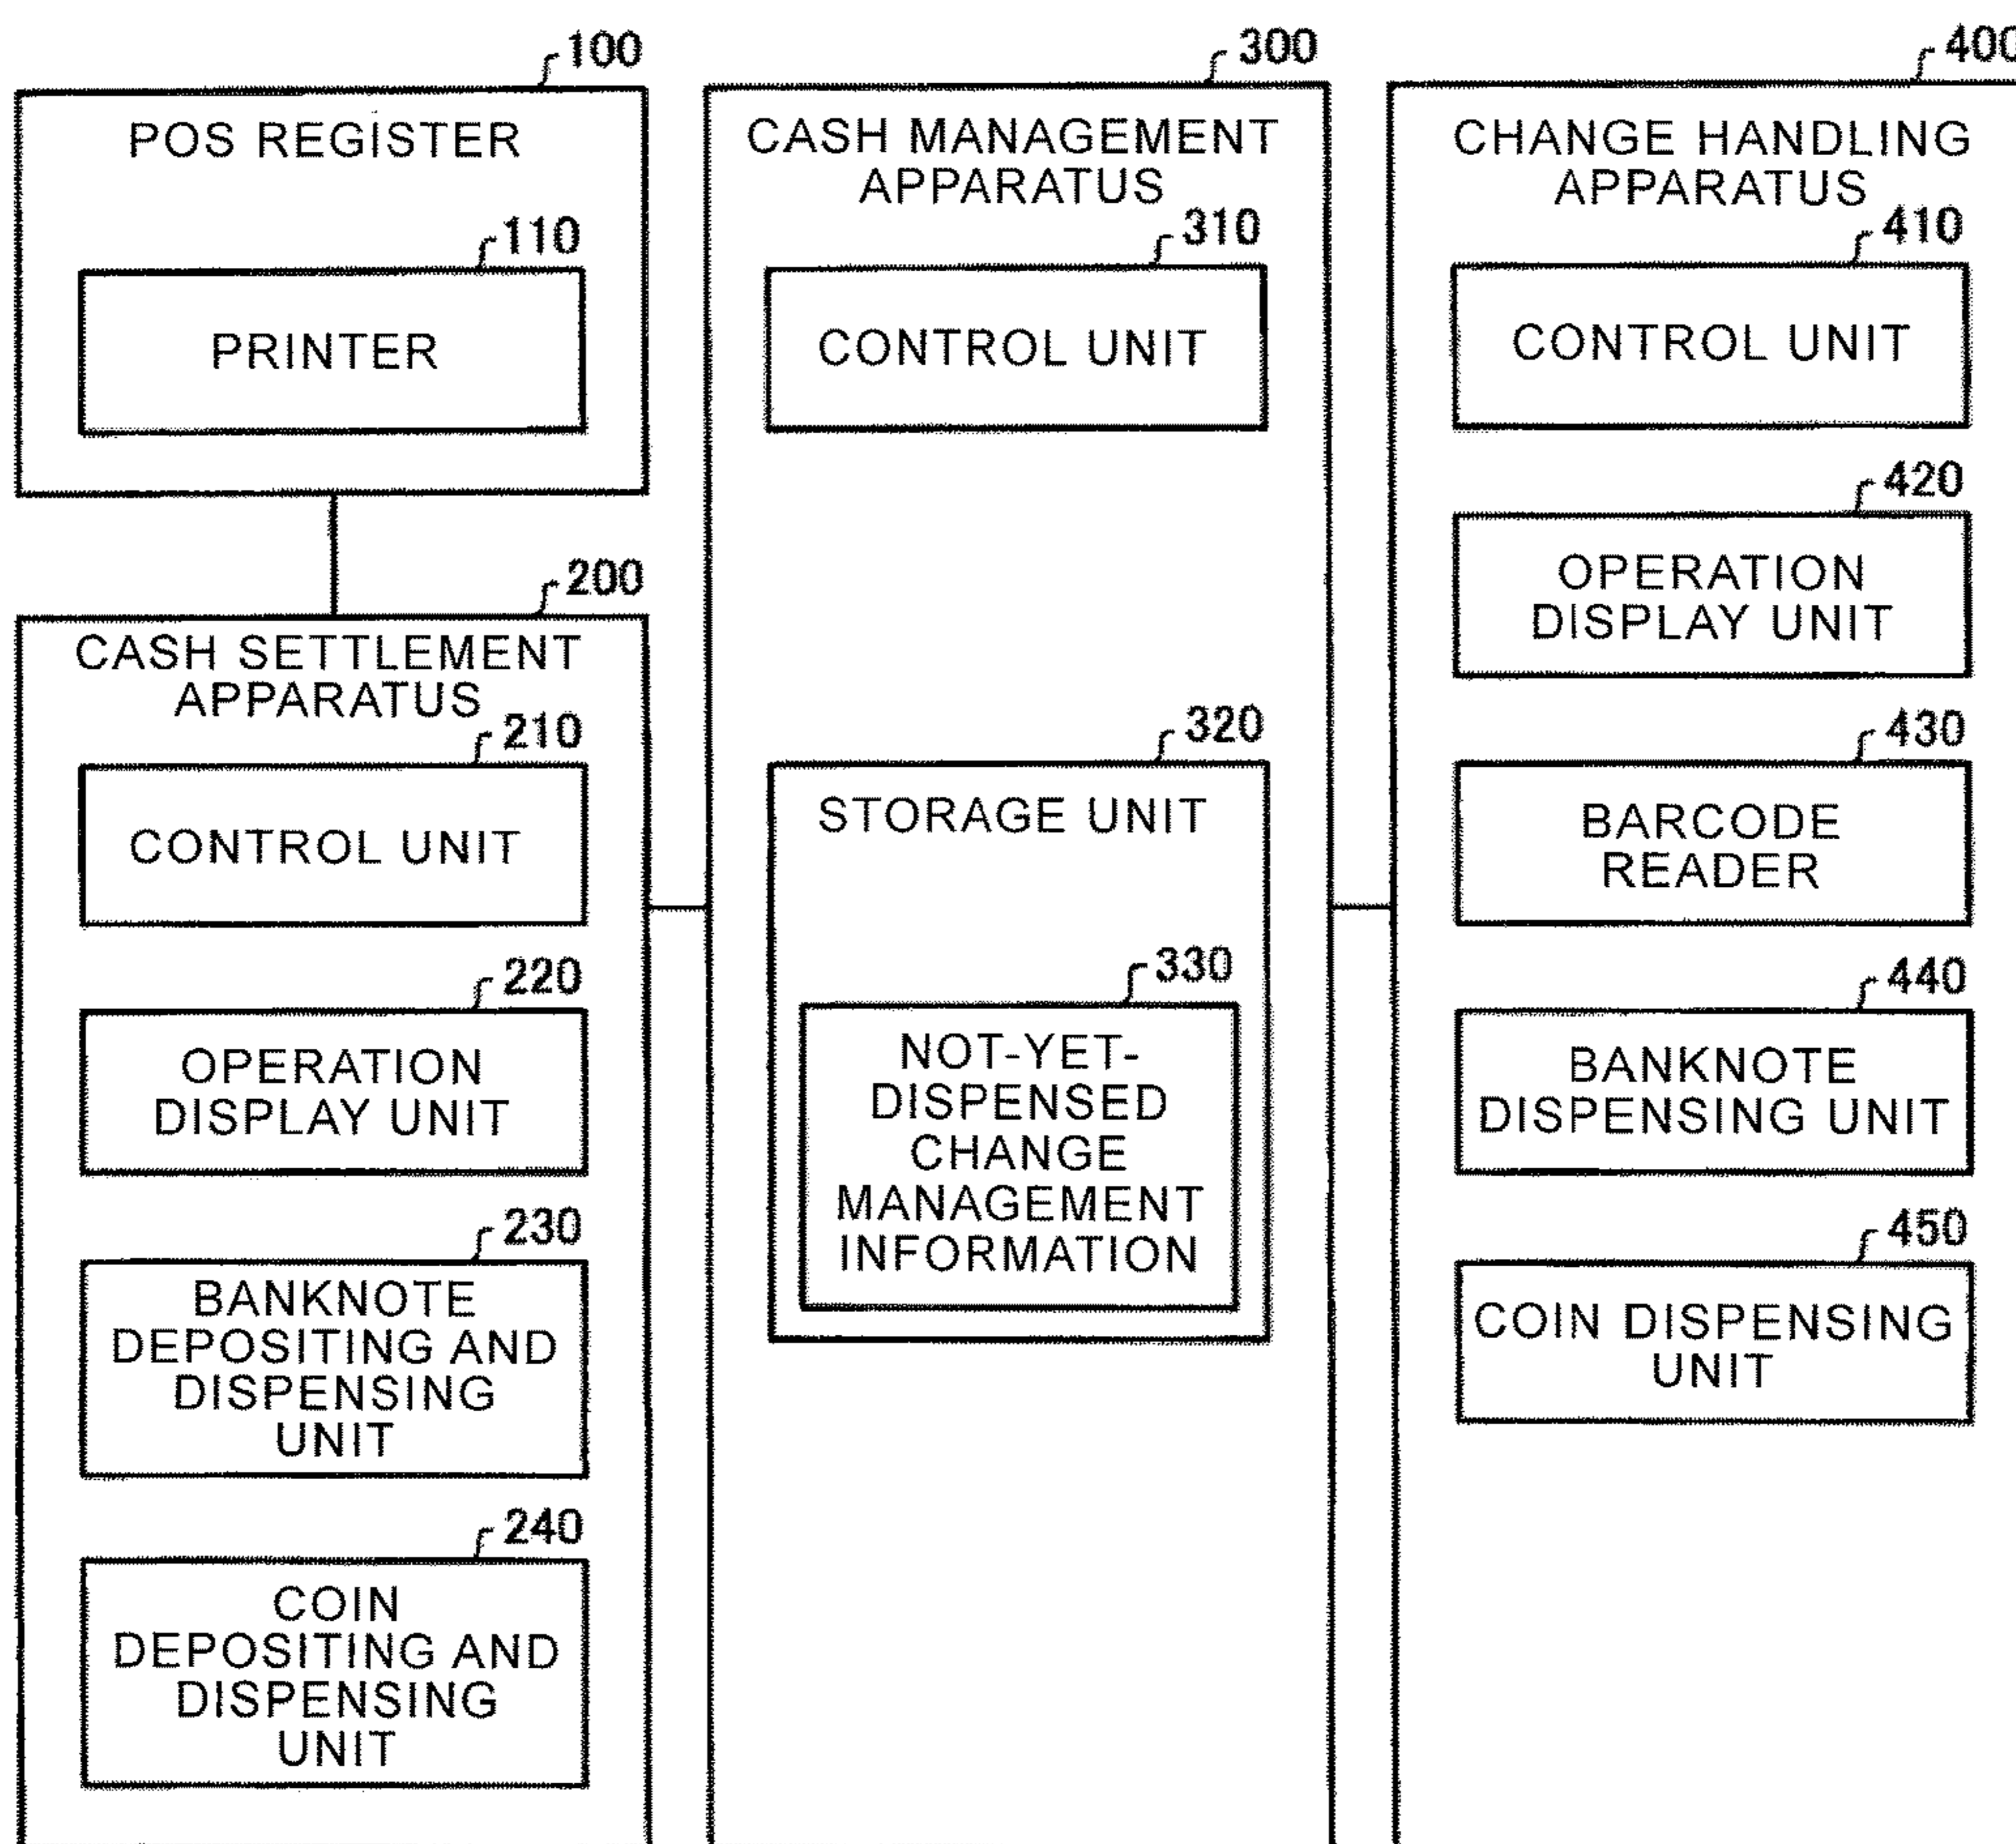 100
POS REGISTER
110
PRINTER
200
CASH SETTLEMENT
APPARATUS
210
CONTROL UNIT
220
OPERATION
DISPLAY UNIT
230
BANKNOTE
DEPOSITING AND
DISPENSING
UNIT
240
COIN
DEPOSITING AND
DISPENSING
UNIT
300
CASH MANAGEMENT
APPARATUS
310
CONTROL UNIT
320
STORAGE UNIT
330
NOT-YET-
DISPENSED
CHANGE
MANAGEMENT
INFORMATION
400
CHANGE HANDLING
APPARATUS
410
CONTROL UNIT
420
OPERATION
DISPLAY UNIT
430
BARCODE
READER
440
BANKNOTE
DISPENSING UNIT
450
COIN DISPENSING
UNIT